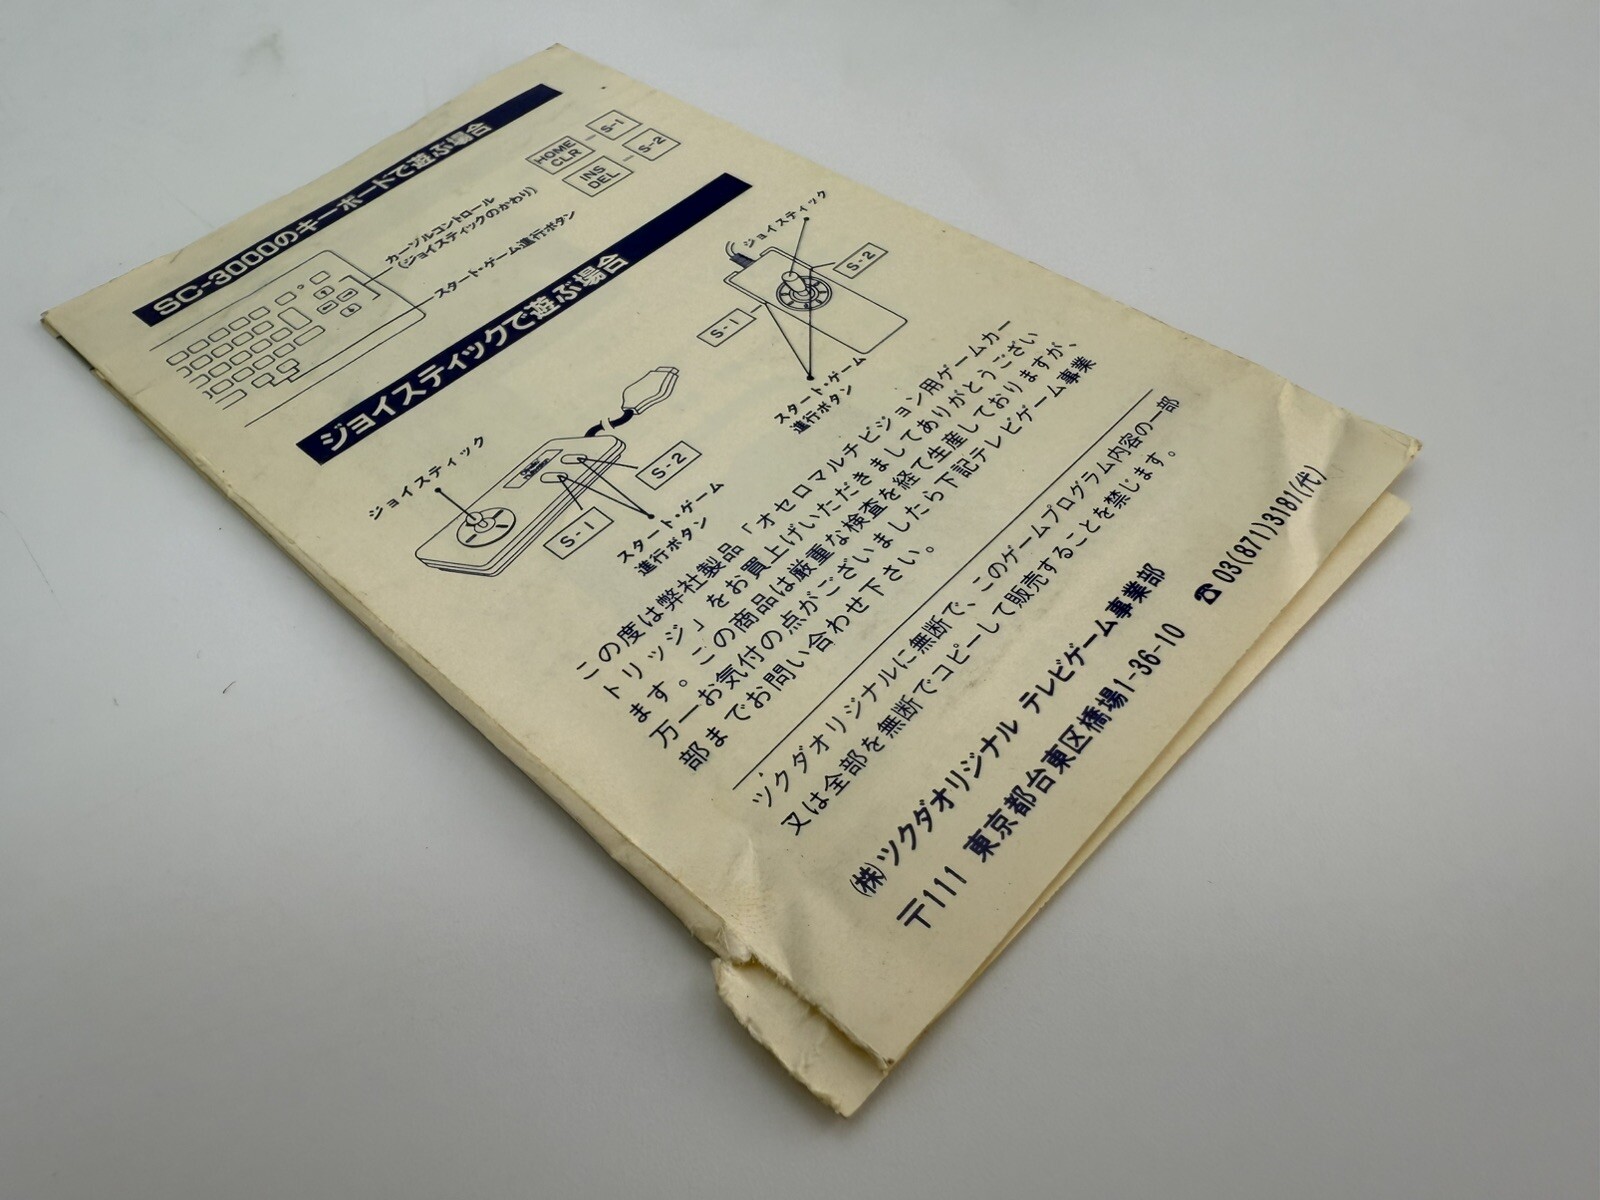 SC-3000のキーボードで遊ぶ場合
HOME
CLR
S-1
INS
DEL
S-2
カーソルコントロール
(ジョイスティックのかわり)
スタート・ゲーム進行ボタン
ジョイスティックで遊ぶ場合
ジョイスティック
S-2
S-1
スタート・ゲーム
進行ボタン
ジョイスティック
S-2
S-1
スタート・ゲーム
進行ボタン
この度は弊社製品「オセロマルチビジョン用ゲームカー
トリッジ」をお買上げいただきましてありがとうござい
ます。この商品は厳重な検査を経て生産しておりますが、
万一お気付の点がございましたら下記テレビゲーム事業
部までお問い合わせ下さい。
ツクダオリジナルに無断で、このゲームプログラム内容の一部
又は全部を無断でコピーして販売することを禁じます。
㈱ツクダオリジナル テレビゲーム事業部
〒111 東京都台東区橋場1-36-10 ☎03(871)3181(代)